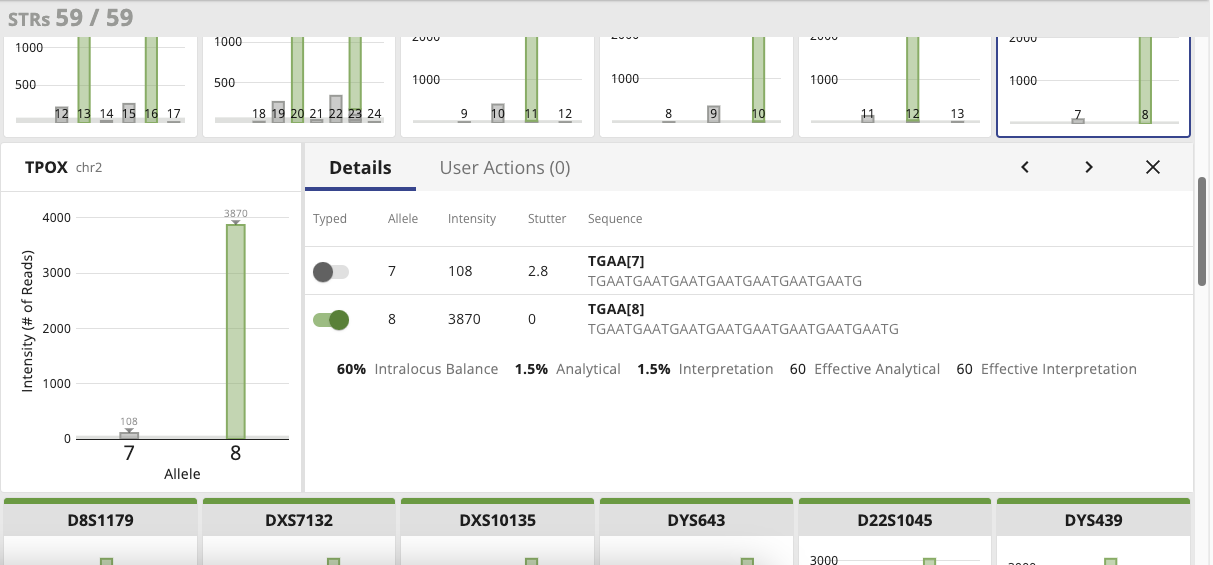 STRs 59 / 59
1000
500
12 13 14 15 16 17
1000
500
18 19 20 21 22 23 24
2000
1000
9 10 11 12
2000
1000
8 9 10
2000
1000
11 12 13
2000
1000
7 8
TPOX chr2
4000
3000
2000
1000
0
Intensity (# of Reads)
3870
108
7 8
Allele
Details User Actions (0)
Typed Allele Intensity Stutter Sequence
7 108 2.8 TGAA[7]
TGAATGAATGAATGAATGAATGAATGAATG
8 3870 0 TGAA[8]
TGAATGAATGAATGAATGAATGAATGAATGAATG
60% Intralocus Balance 1.5% Analytical 1.5% Interpretation 60 Effective Analytical 60 Effective Interpretation
D8S1179 DXS7132 DXS10135 DYS643 D22S1045 DYS439
3000